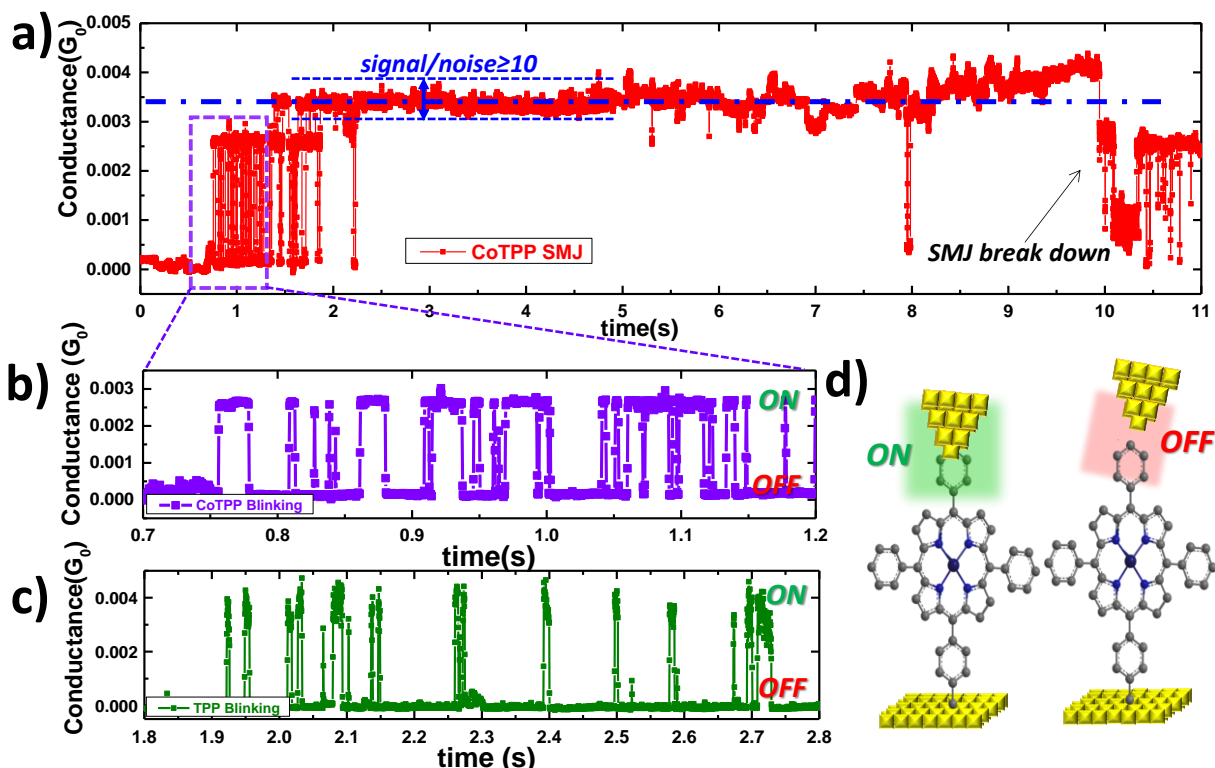 a)
Conductance(G0)
0.005
0.004
0.003
0.002
0.001
0.000
signal/noise≥10
CoTPP SMJ
SMJ break down
0 1 2 3 4 5 6 7 8 9 10 11
time(s)
b)
Conductance (G0)
0.003
0.002
0.001
0.000
ON
OFF
CoTPP Blinking
0.7 0.8 0.9 1.0 1.1 1.2
time(s)
c)
Conductance(G0)
0.004
0.002
0.000
ON
OFF
TPP Blinking
1.8 1.9 2.0 2.1 2.2 2.3 2.4 2.5 2.6 2.7 2.8
time (s)
d)
ON
OFF